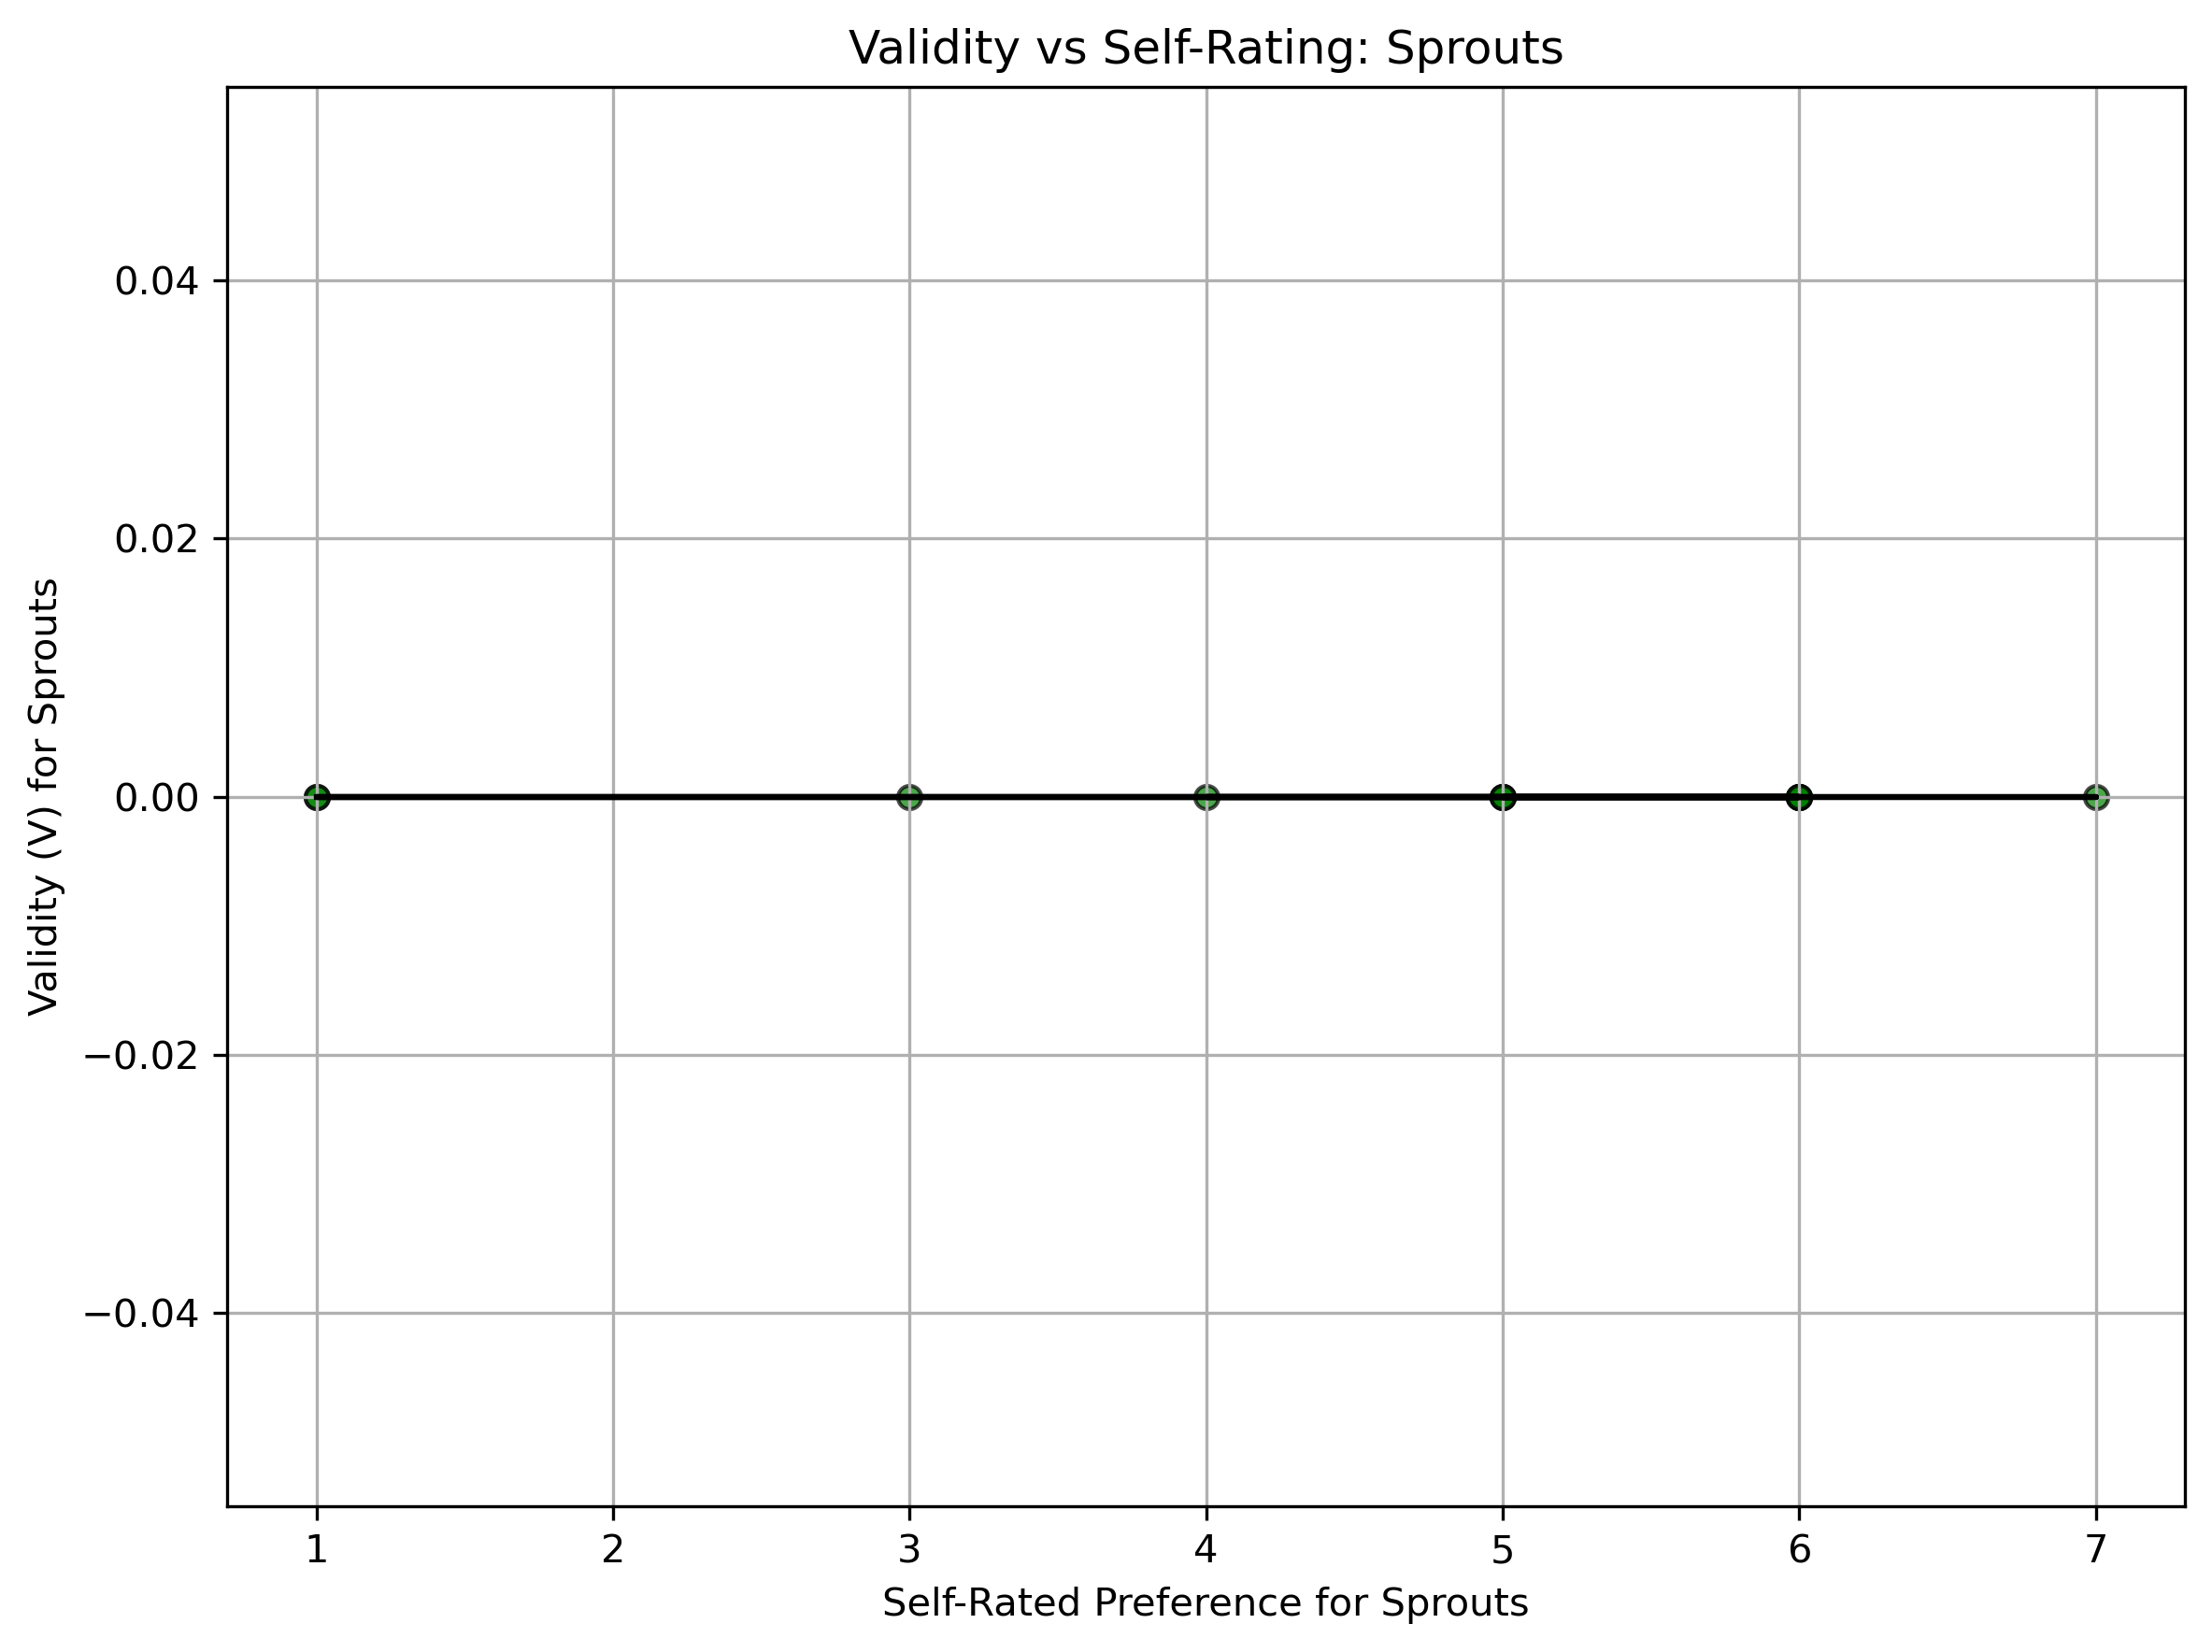 Validity vs Self-Rating: Sprouts
Validity (V) for Sprouts
0.04
0.02
0.00
−0.02
−0.04
1 2 3 4 5 6 7
Self-Rated Preference for Sprouts